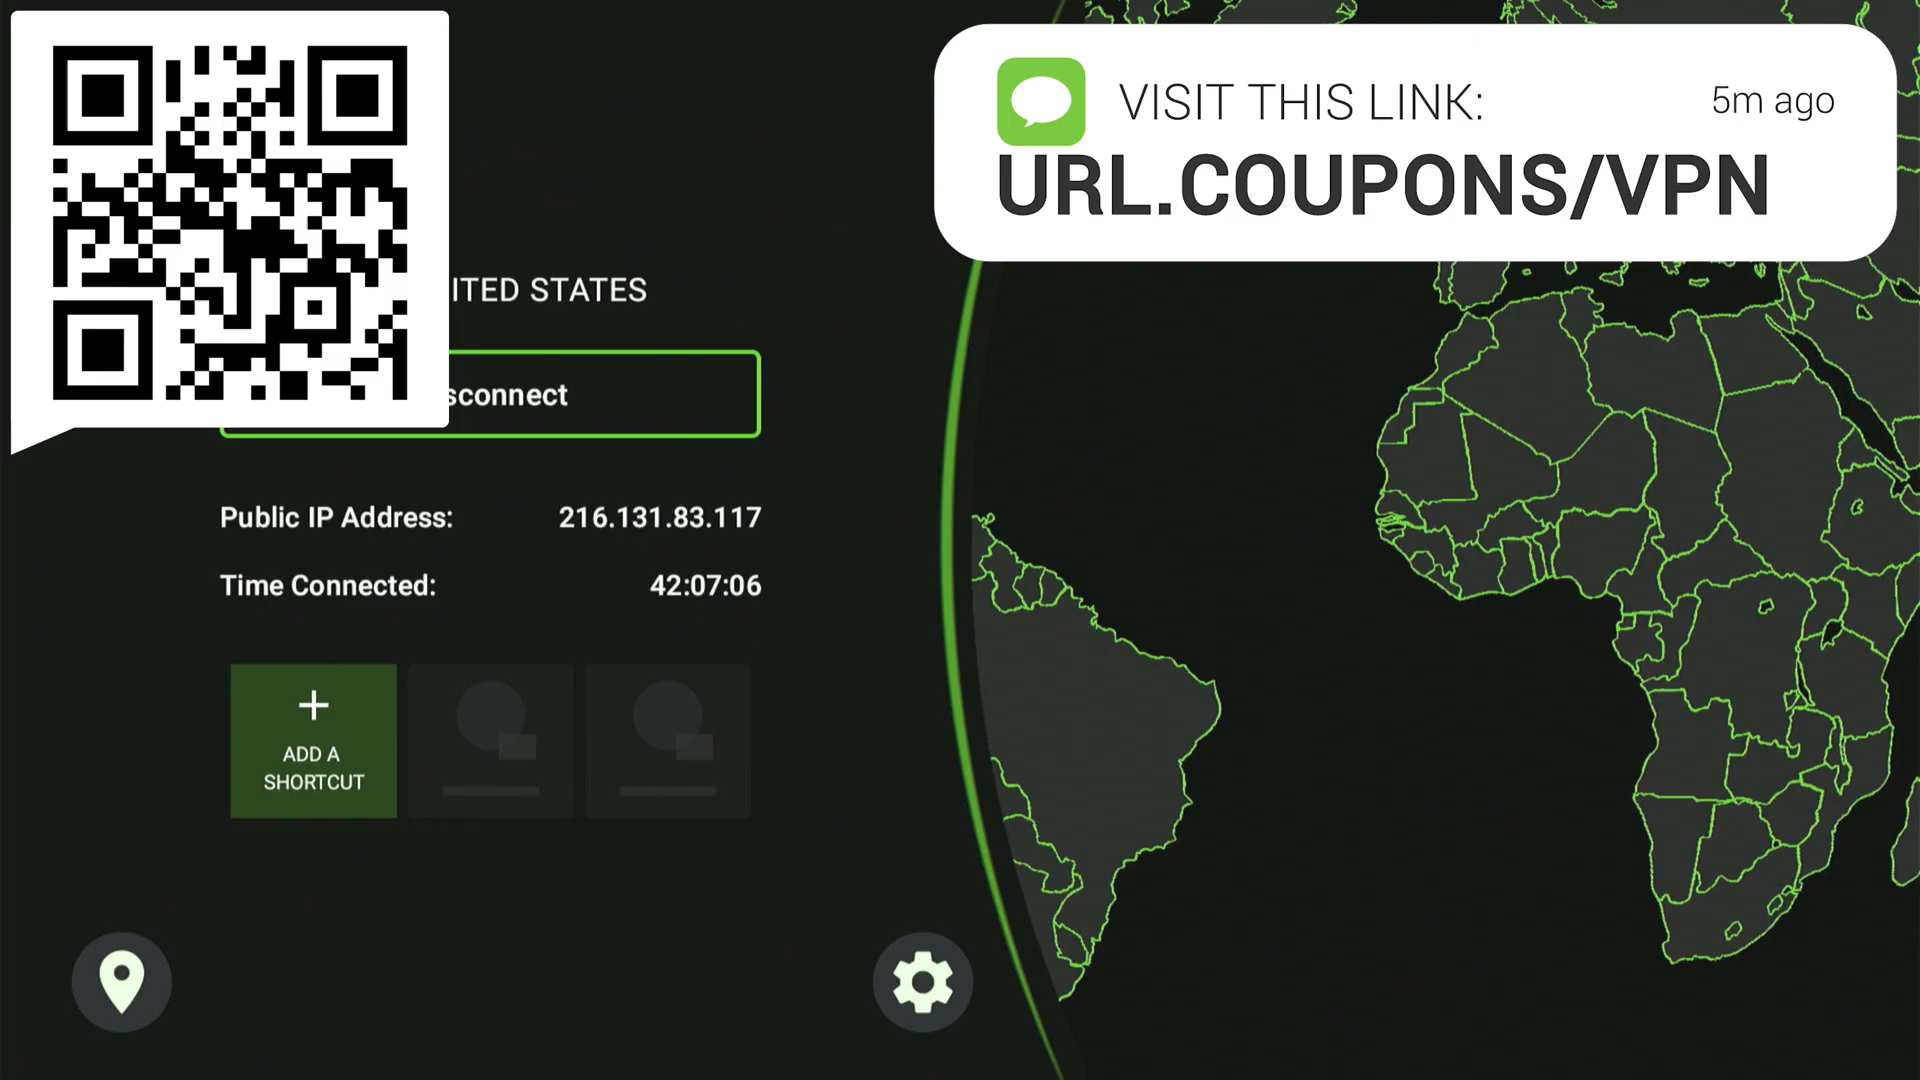 VISIT THIS LINK:
5m ago
URL.COUPONS/VPN
ITED STATES
sconnect
Public IP Address:
216.131.83.117
Time Connected:
42:07:06
+
ADD A
SHORTCUT